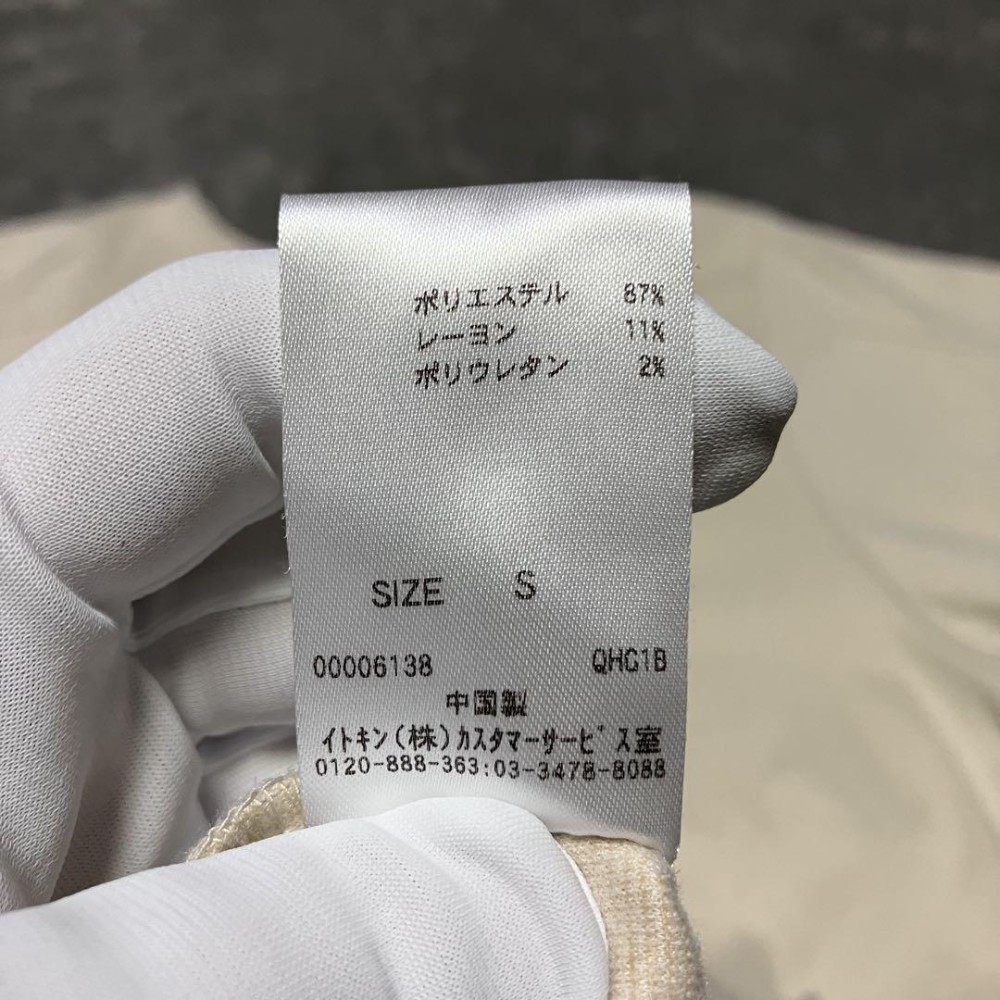 ポリエステル 87%
レーヨン 11%
ポリウレタン 2%
SIZE S
00006138 QHC1B
中国製
イトキン(株)カスタマーサービス室
0120-888-363:03-3478-8088